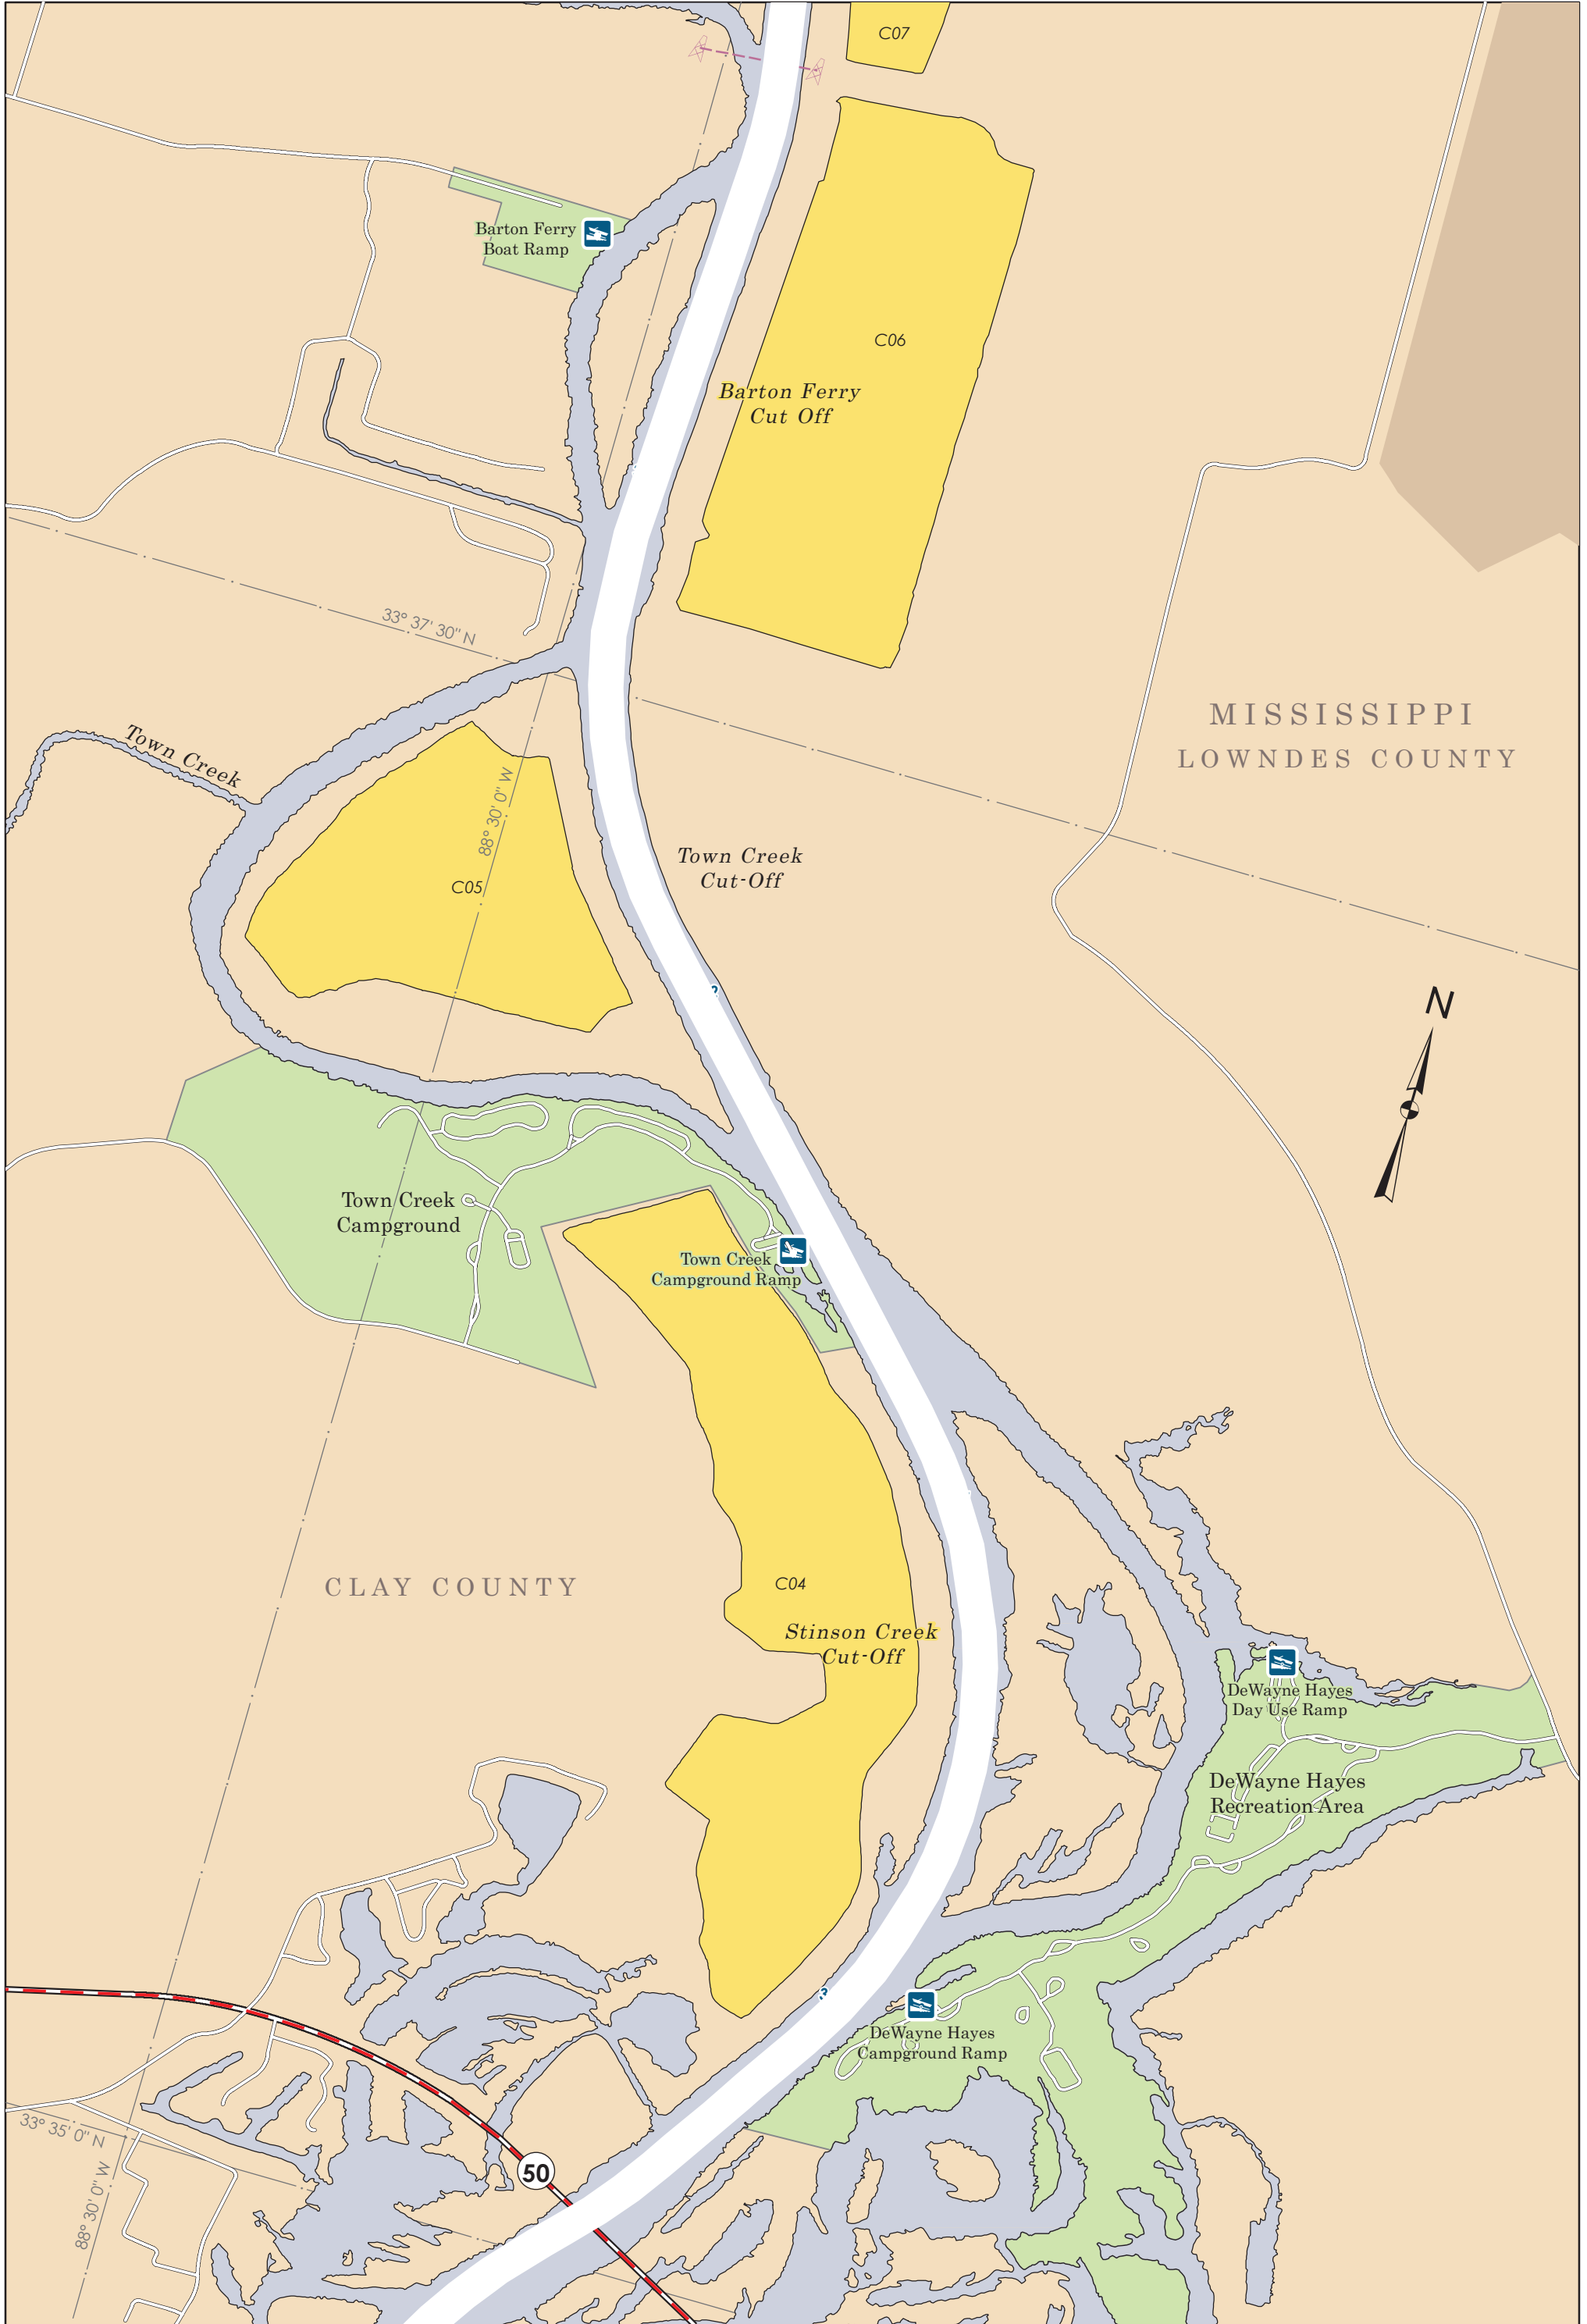 C07
Barton Ferry
Boat Ramp
C06
Barton Ferry
Cut Off
33° 37' 30" N
MISSISSIPPI
LOWNDES COUNTY
Town Creek
88° 30' 0" W
C05
Town Creek
Cut-Off
N
Town Creek
Campground
Town Creek
Campground Ramp
CLAY COUNTY
C04
Stinson Creek
Cut-Off
DeWayne Hayes
Day Use Ramp
DeWayne Hayes
Recreation Area
DeWayne Hayes
Campground Ramp
33° 35' 0" N
50
88° 30' 0" W